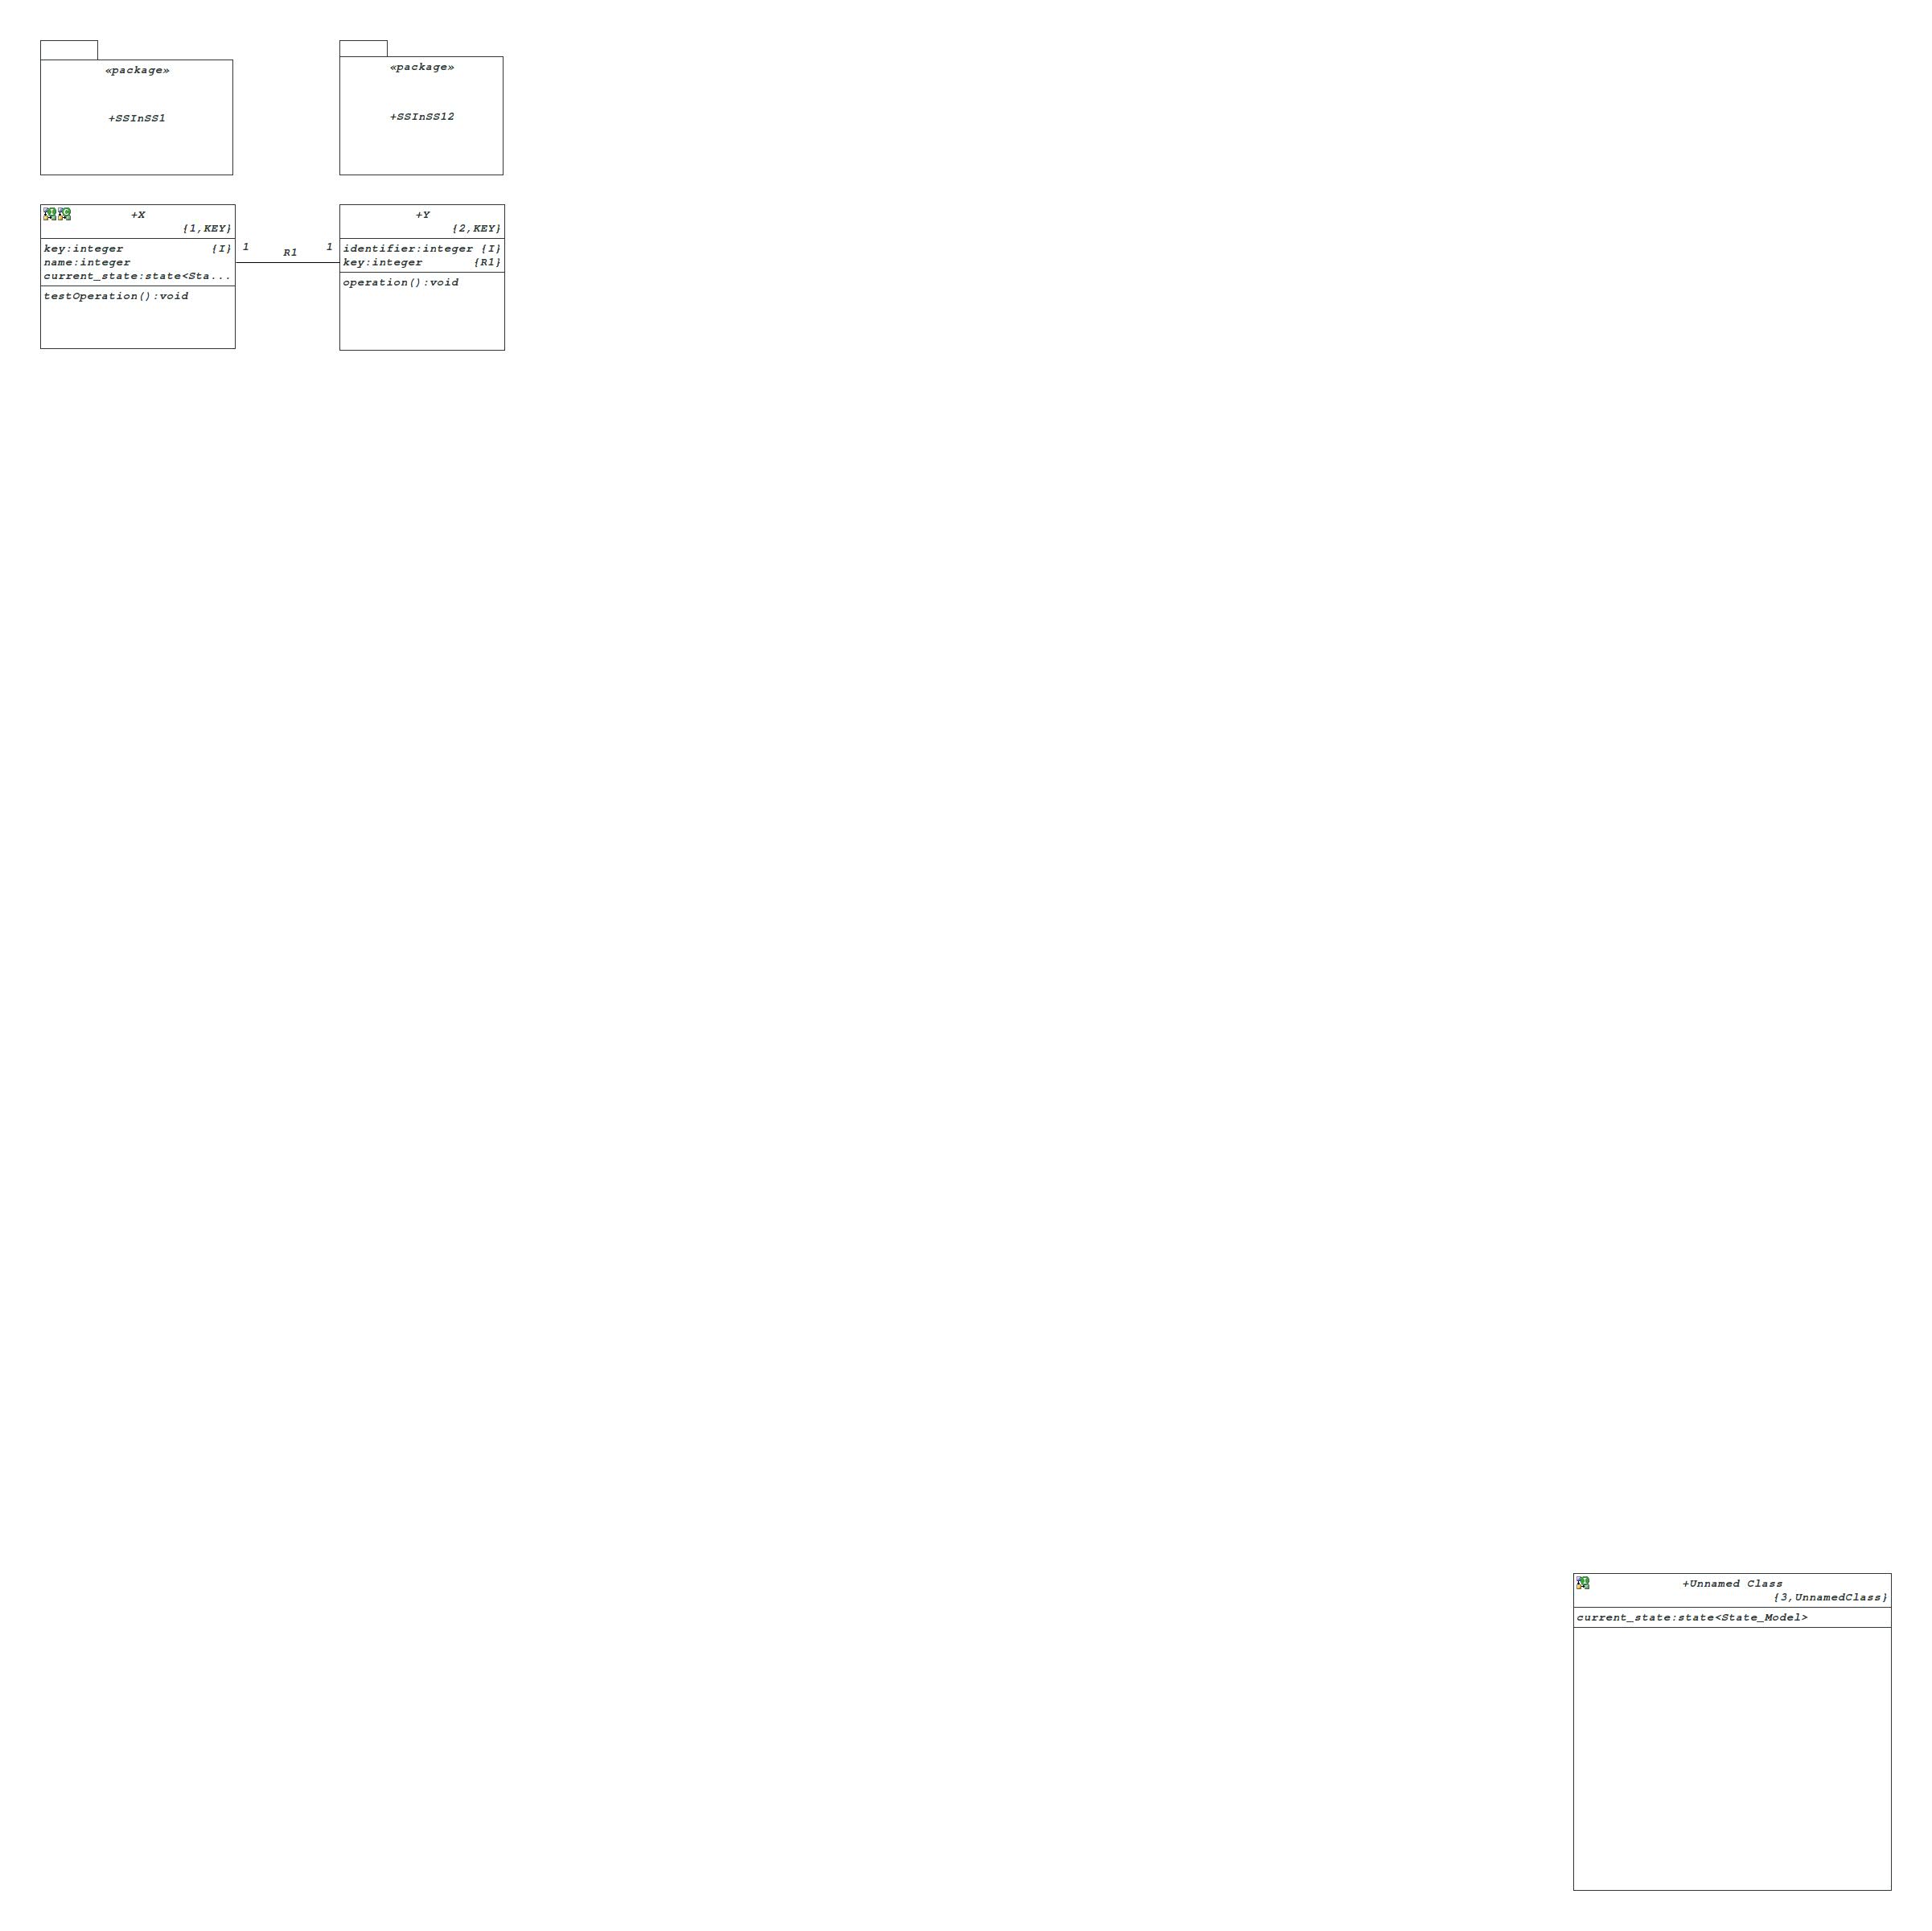 «package»
+SSInSS1
«package»
+SSInSS12
+X
{1,KEY}
key:integer {I}
name:integer
current_state:state<Sta...
testOperation():void
1
R1
1
+Y
{2,KEY}
identifier:integer {I}
key:integer {R1}
operation():void
+Unnamed Class
{3,UnnamedClass}
current_state:state<State_Model>